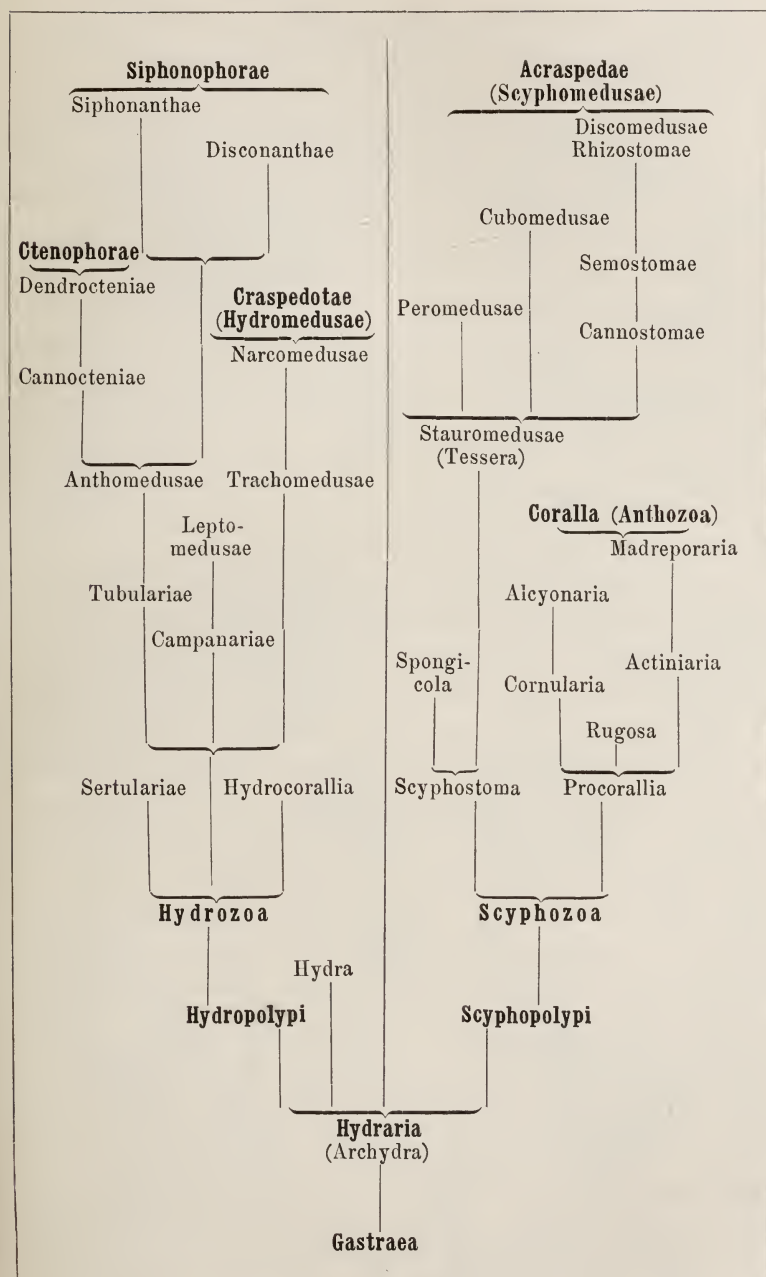 Siphonophorae
Siphonanthae
Disconanthae
Ctenophorae
Dendrocteniae
Cannocteniae
Craspedotae
(Hydromedusae)
Narcomedusae
Anthomedusae
Trachomedusae
Lepto-
medusae
Tubulariae
Campanariae
Sertulariae
Hydrocorallia
Hydrozoa
Hydra
Hydropolypi
Acraspedae
(Scyphomedusae)
Discomedusae
Rhizostomae
Cubomedusae
Semostomae
Peromedusae
Cannostomae
Stauromedusae
(Tessera)
Coralla (Anthozoa)
Madreporaria
Alcyonaria
Spongi-
cola
Cornularia
Actiniaria
Rugosa
Scyphostoma
Procorallia
Scyphozoa
Scyphopolypi
Hydraria
(Archydra)
Gastraea